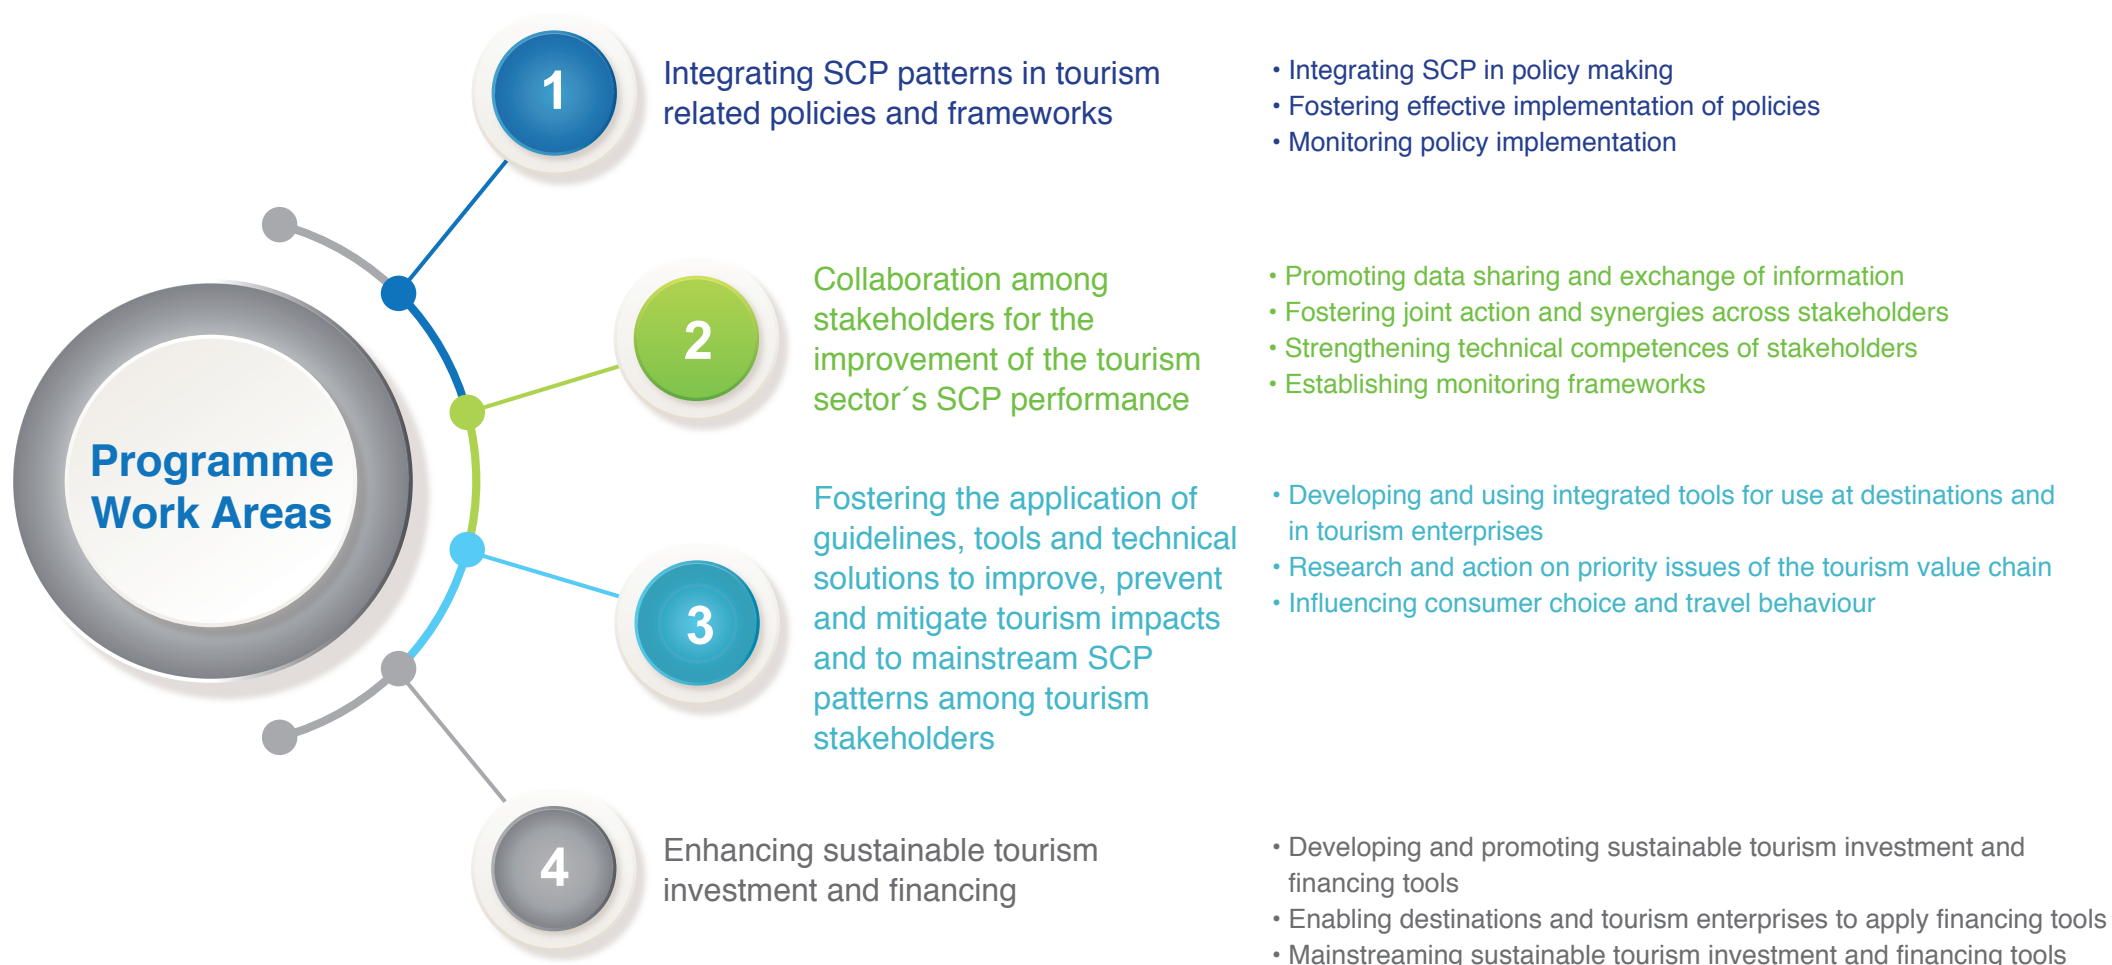 Programme
Work Areas
1
Integrating SCP patterns in tourism
related policies and frameworks
• Integrating SCP in policy making
• Fostering effective implementation of policies
• Monitoring policy implementation
2
Collaboration among
stakeholders for the
improvement of the tourism
sector´s SCP performance
• Promoting data sharing and exchange of information
• Fostering joint action and synergies across stakeholders
• Strengthening technical competences of stakeholders
• Establishing monitoring frameworks
3
Fostering the application of
guidelines, tools and technical
solutions to improve, prevent
and mitigate tourism impacts
and to mainstream SCP
patterns among tourism
stakeholders
• Developing and using integrated tools for use at destinations and
in tourism enterprises
• Research and action on priority issues of the tourism value chain
• Influencing consumer choice and travel behaviour
4
Enhancing sustainable tourism
investment and financing
• Developing and promoting sustainable tourism investment and
financing tools
• Enabling destinations and tourism enterprises to apply financing tools
• Mainstreaming sustainable tourism investment and financing tools